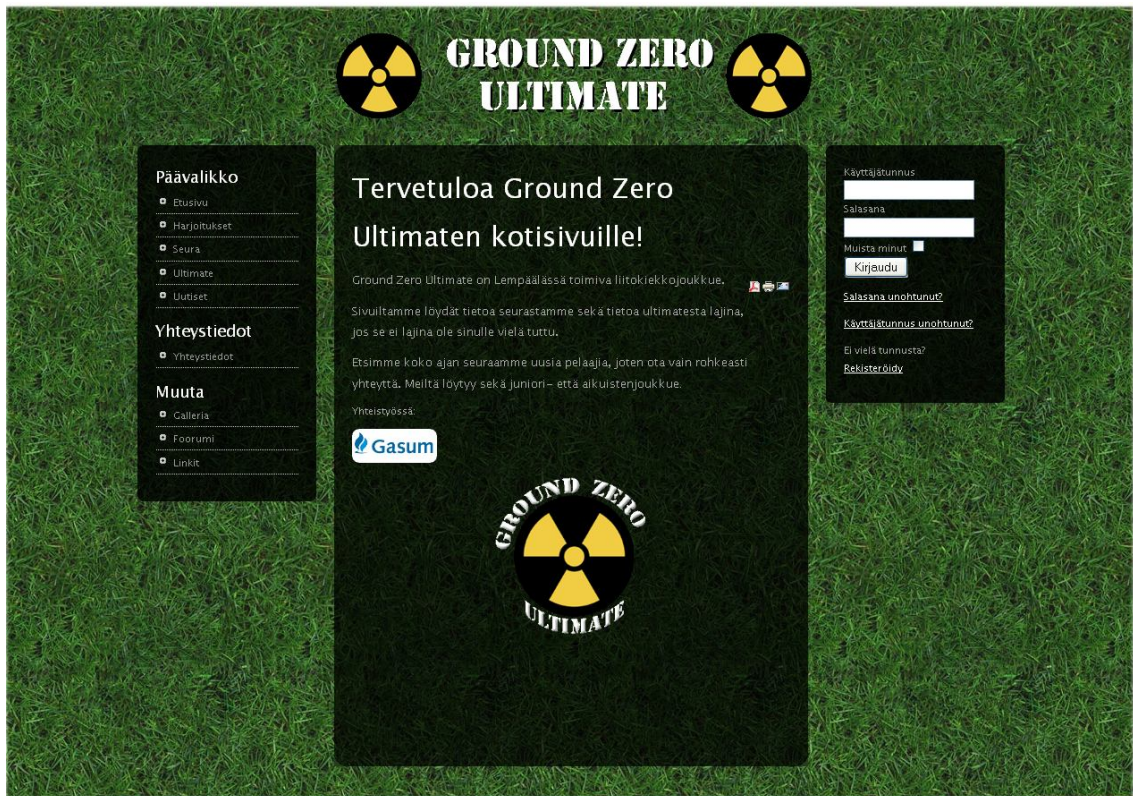 GROUND ZERO
ULTIMATE
Päävalikko
Etusivu
Harjoitukset
Seura
Ultimate
Uutiset
Yhteystiedot
Yhteystiedot
Muuta
Galleria
Foorumi
Linkit
Tervetuloa Ground Zero
Ultimaten kotisivuille!
Ground Zero Ultimate on Lempäälässä toimiva liitokiekkojoukkue.
Sivuiltamme löydät tietoa seurastamme sekä tietoa ultimatesta lajina,
jos se ei lajina ole sinulle vielä tuttu.
Etsimme koko ajan seuraamme uusia pelaajia, joten ota vain rohkeasti
yhteyttä. Meiltä löytyy sekä juniori- että aikuistenjoukkue.
Yhteistyössä:
Gasum
GROUND ZERO
ULTIMATE
Käyttäjätunnus
Salasana
Muista minut
Kirjaudu
Salasana unohtunut?
Käyttäjätunnus unohtunut?
Ei vielä tunnusta?
Rekisteröidy